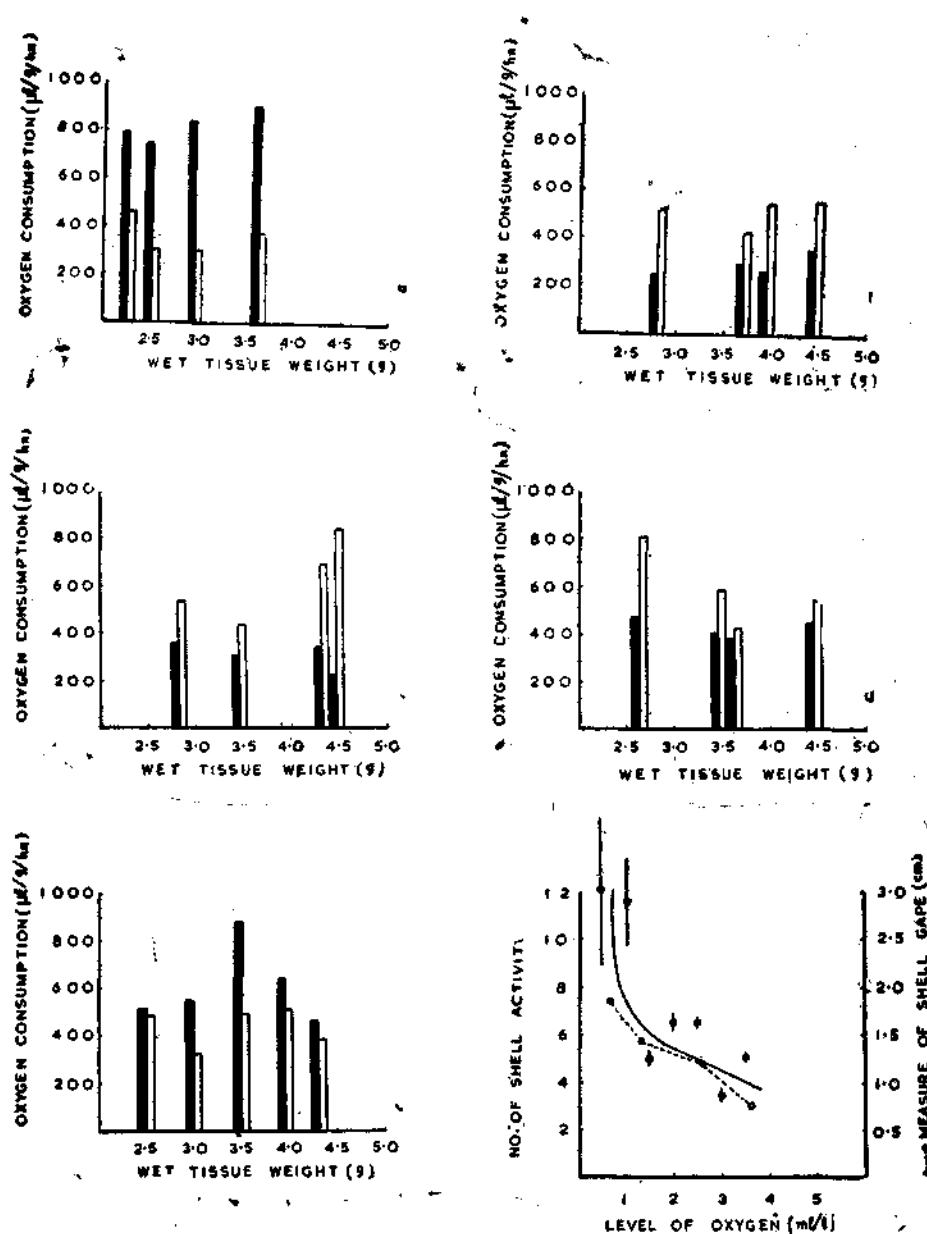 OXYGEN CONSUMPTION (µl/g/hr)
1000
800
600
400
200
2.5 3.0 3.5 4.0 4.5 5.0
WET TISSUE WEIGHT (g)
a
OXYGEN CONSUMPTION (µl/g/hr)
1000
800
600
400
200
2.5 3.0 3.5 4.0 4.5 5.0
WET TISSUE WEIGHT (g)
OXYGEN CONSUMPTION (µl/g/hr)
1000
800
600
400
200
2.5 3.0 3.5 4.0 4.5 5.0
WET TISSUE WEIGHT (g)
OXYGEN CONSUMPTION (µl/g/hr)
1000
800
600
400
200
2.5 3.0 3.5 4.0 4.5 5.0
WET TISSUE WEIGHT (g)
d
OXYGEN CONSUMPTION (µl/g/hr)
1000
800
600
400
200
2.5 3.0 3.5 4.0 4.5 5.0
WET TISSUE WEIGHT (g)
NO. OF SHELL
12
10
8
6
4
2
1 2 3 4 5
LEVEL OF OXYGEN (ml/l)
3.0
2.5
2.0
1.5
1.0
0.5
MEASURE OF SHELL GAPE (cm)